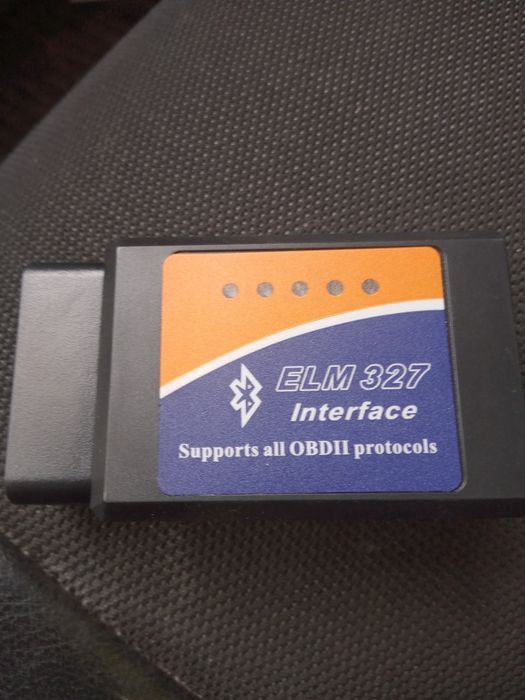 ELM 327
Interface
Supports all OBDII protocols